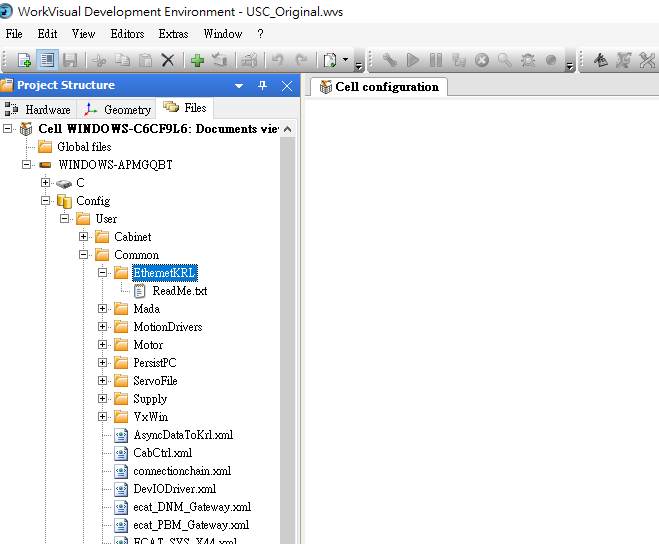 WorkVisual Development Environment - USC_Original.wvs
File Edit View Editors Extras Window ?
Project Structure
Hardware Geometry Files
Cell configuration
Cell WINDOWS-C6CF9L6: Documents vie
Global files
WINDOWS-APMGQBT
C
Config
User
Cabinet
Common
EthernetKRL
ReadMe.txt
Mada
MotionDrivers
Motor
PersistPC
ServoFile
Supply
VxWin
AsyncDataToKrl.xml
CabCtrl.xml
connectionchain.xml
DevIODriver.xml
ecat_DNM_Gateway.xml
ecat_PBM_Gateway.xml
ECAT_SYS_X44.xml